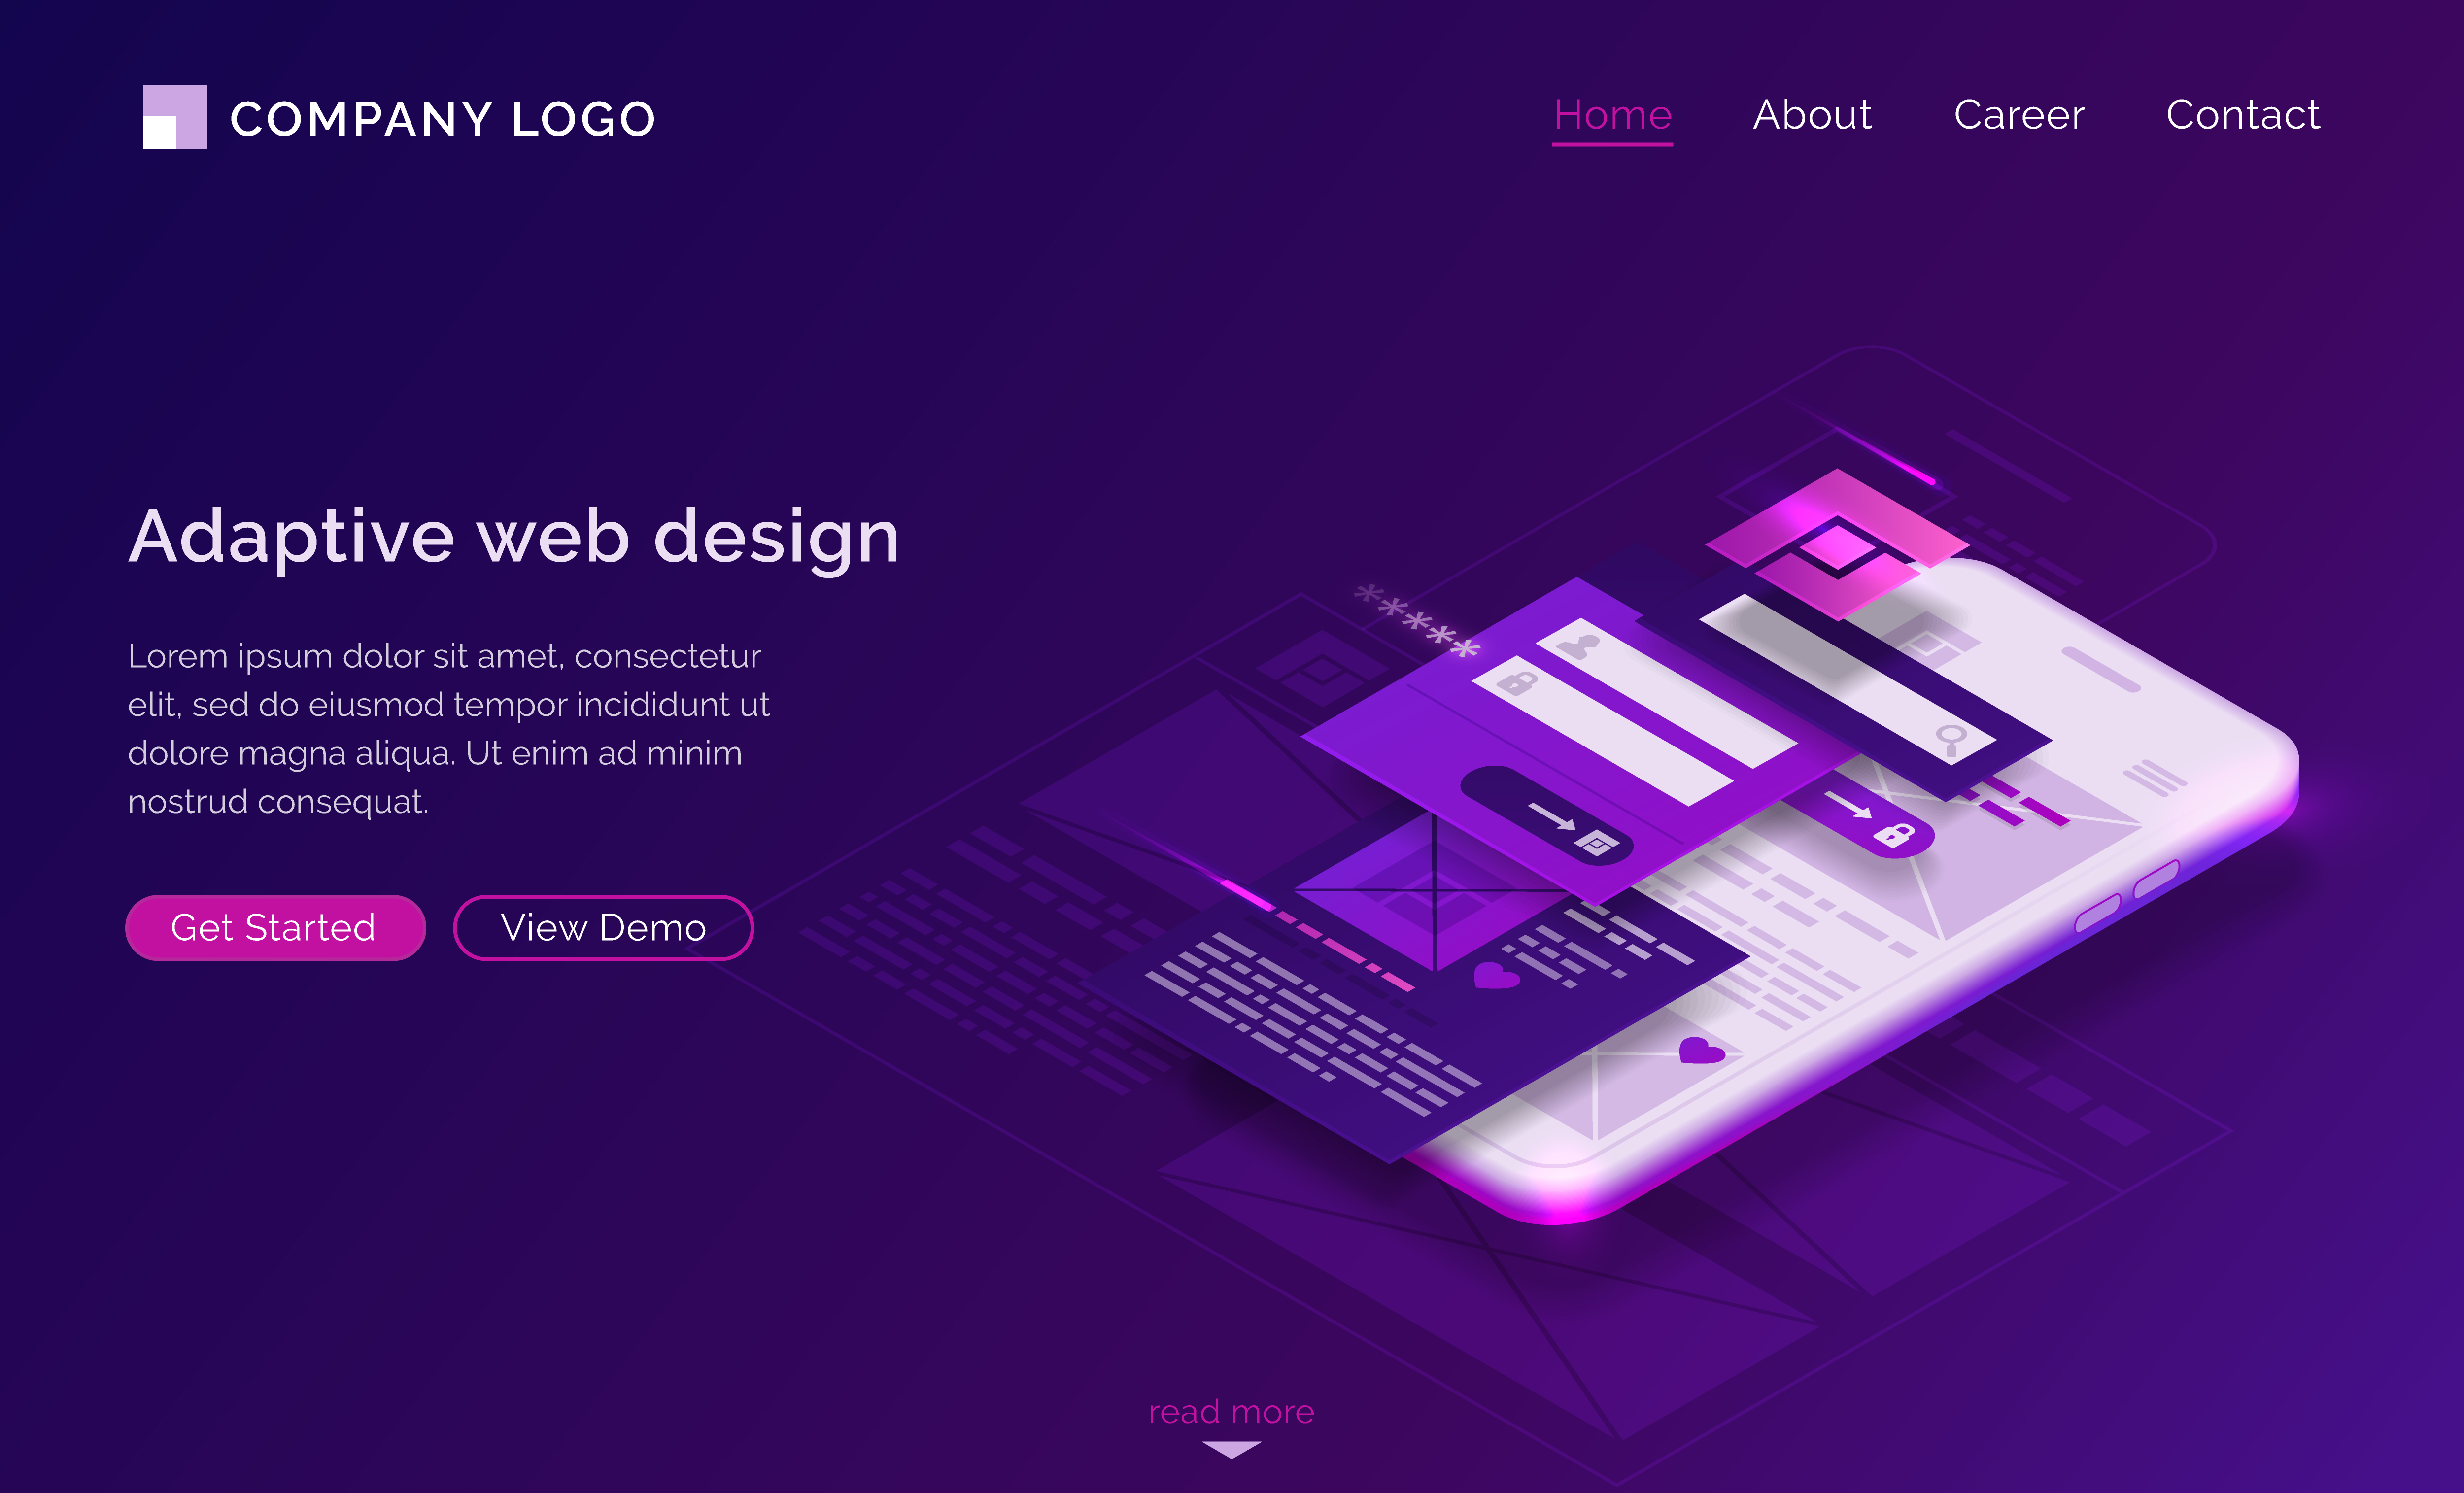 COMPANY LOGO
Home About Career Contact
*****
Adaptive web design
Lorem ipsum dolor sit amet, consectetur
elit, sed do eiusmod tempor incididunt ut
dolore magna aliqua. Ut enim ad minim
nostrud consequat.
Get Started View Demo
read more